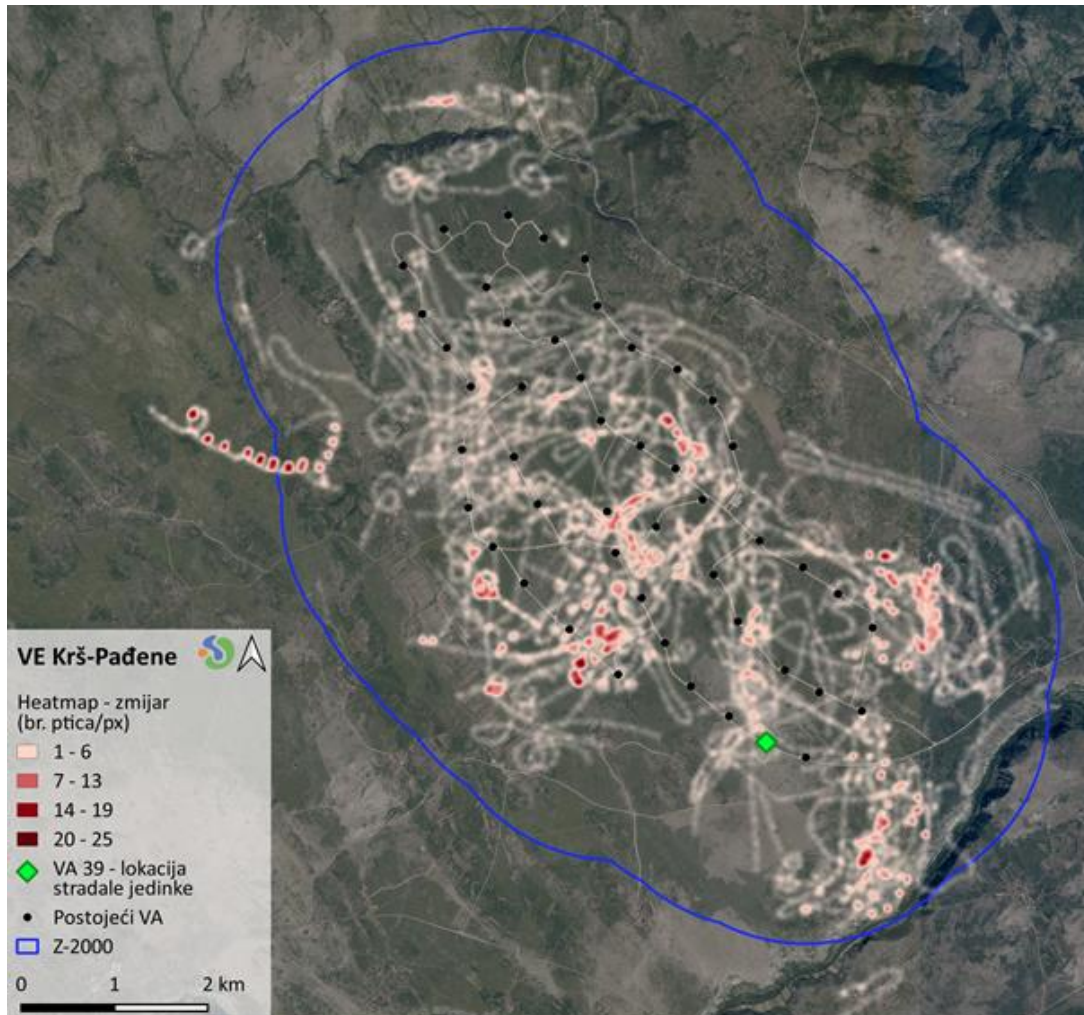 VE Krš-Pađene
Heatmap - zmijar
(br. ptica/px)
1 - 6
7 - 13
14 - 19
20 - 25
VA 39 - lokacija
stradale jedinke
Postojeći VA
Z-2000
0 1 2 km